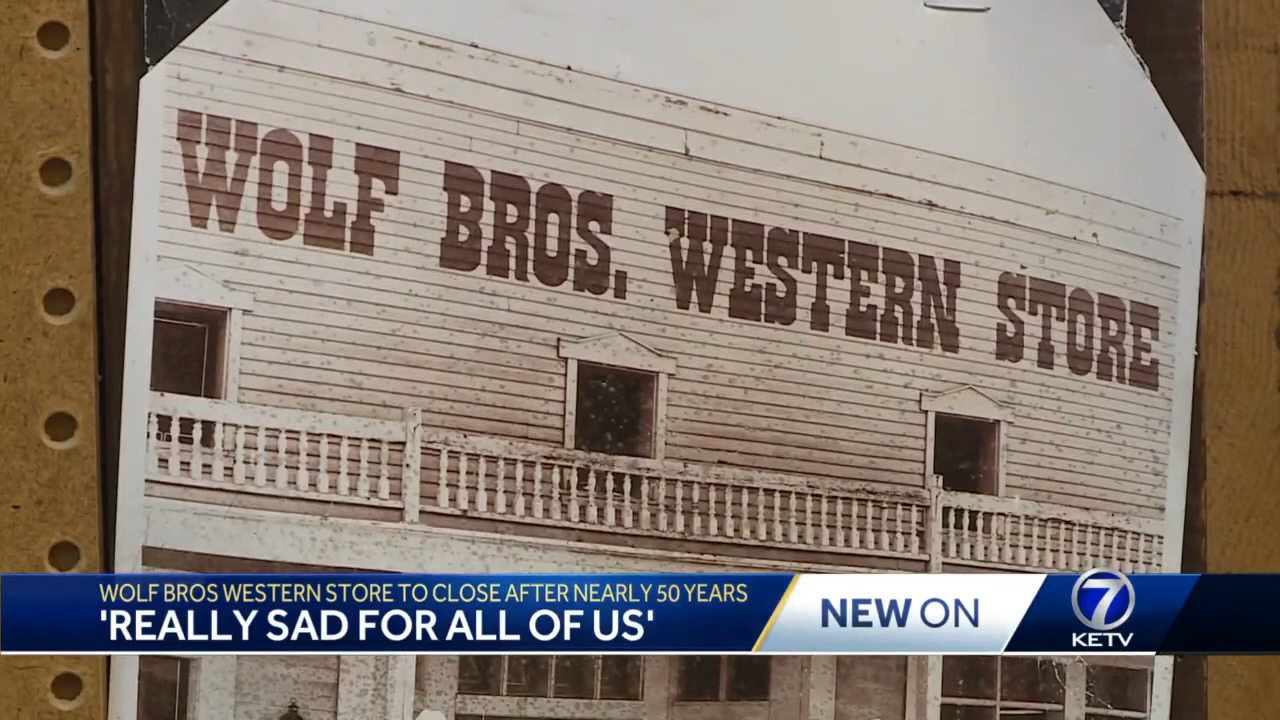 WOLF BROS. WESTERN STORE
WOLF BROS WESTERN STORE TO CLOSE AFTER NEARLY 50 YEARS
'REALLY SAD FOR ALL OF US'
NEW ON
7
KETV